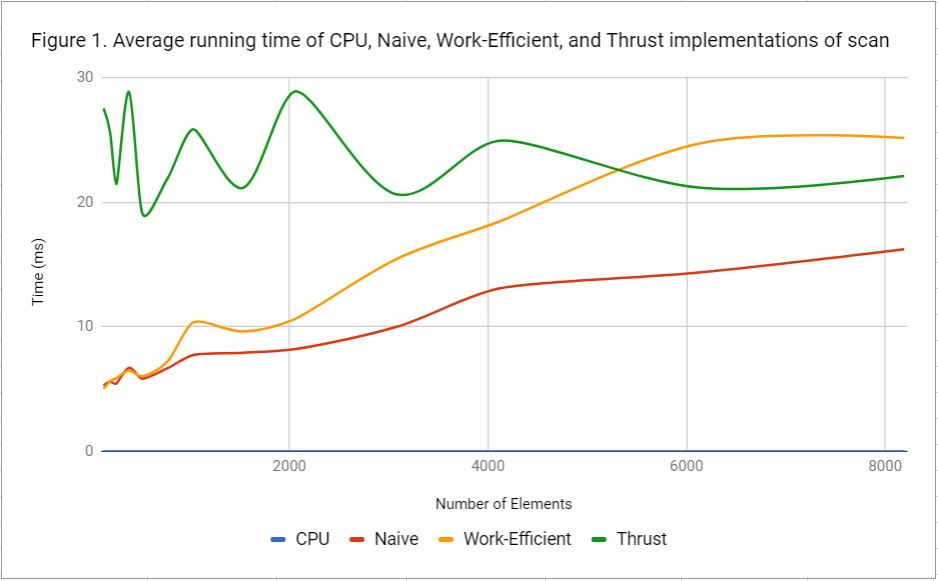 Figure 1. Average running time of CPU, Naive, Work-Efficient, and Thrust implementations of scan
30
20
10
0
Time (ms)
2000 4000 6000 8000
Number of Elements
CPU Naive Work-Efficient Thrust